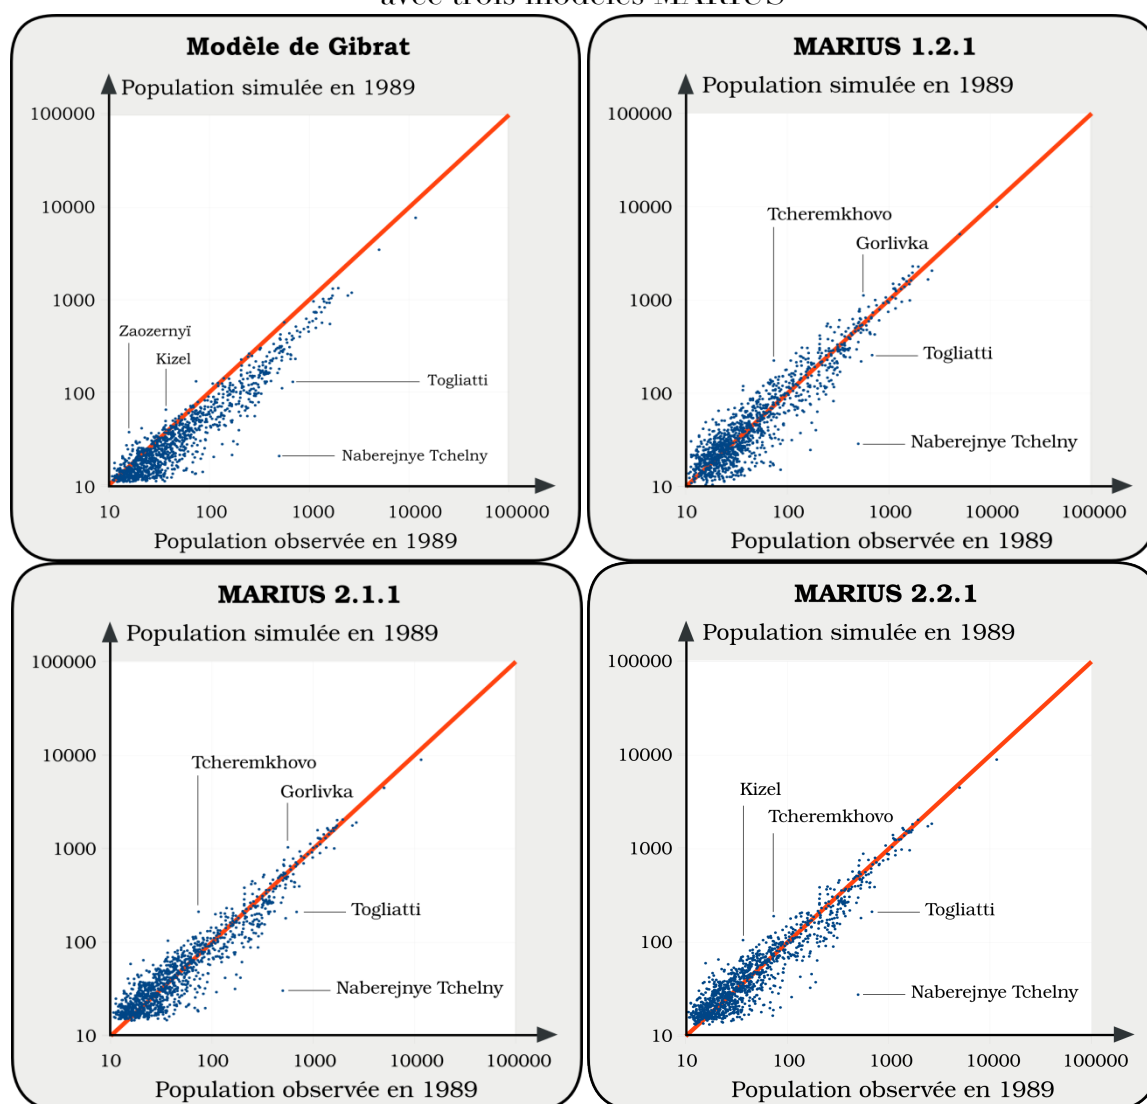 avec trois modèles MARIUS
Modèle de Gibrat
Population simulée en 1989
100000
10000
1000
Zaozernyï
Kizel
100
Togliatti
Naberejnye Tchelny
10
10 100 1000 10000 100000
Population observée en 1989
MARIUS 1.2.1
Population simulée en 1989
100000
10000
Tcheremkhovo
Gorlivka
1000
Togliatti
100
Naberejnye Tchelny
10
10 100 1000 10000 100000
Population observée en 1989
MARIUS 2.1.1
Population simulée en 1989
100000
10000
Tcheremkhovo
Gorlivka
1000
Togliatti
100
Naberejnye Tchelny
10
10 100 1000 10000 100000
Population observée en 1989
MARIUS 2.2.1
Population simulée en 1989
100000
10000
Kizel
Tcheremkhovo
1000
Togliatti
100
Naberejnye Tchelny
10
10 100 1000 10000 100000
Population observée en 1989